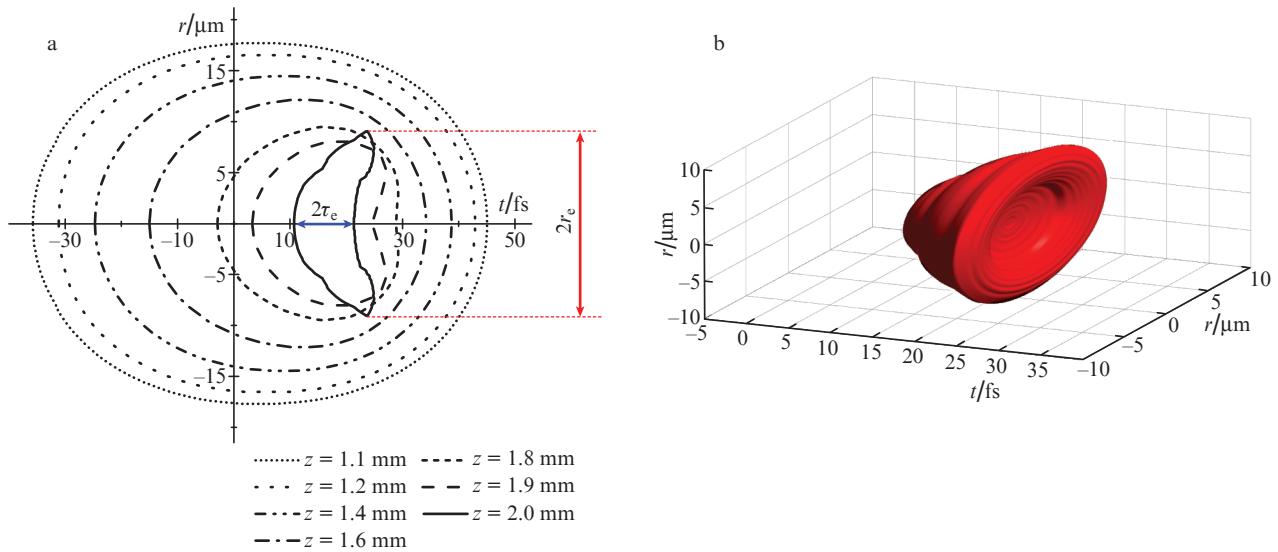 a
r/μm
15
5
t/fs
2τe
−30
−10
10
30
50
−5
−15
2re
z = 1.1 mm
z = 1.8 mm
z = 1.2 mm
z = 1.9 mm
z = 1.4 mm
z = 2.0 mm
z = 1.6 mm
b
10
5
r/μm
0
−5
−10
−5
0
5
10
15
20
25
30
35
t/fs
−10
−5
0
r/μm
5
10